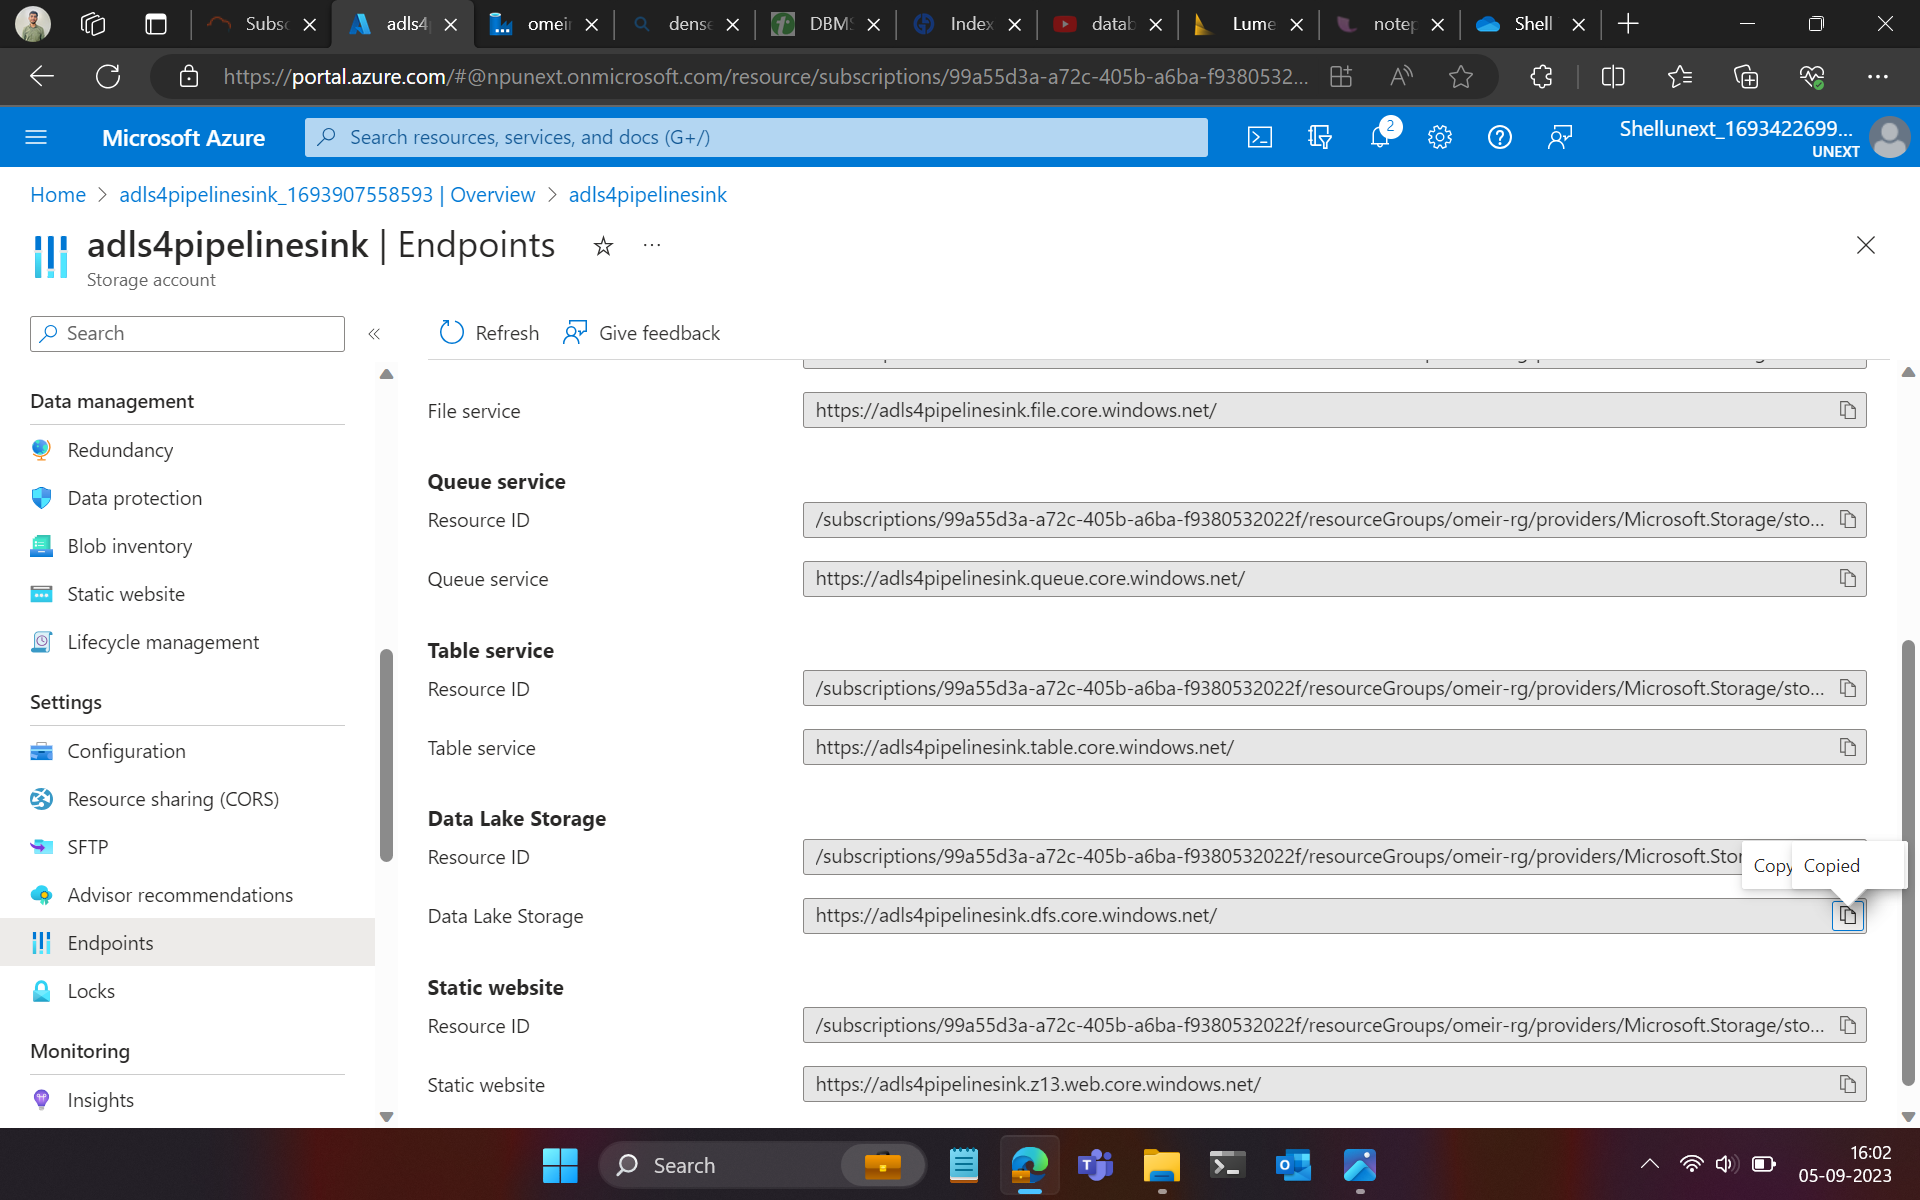 Subsc
adls4
omeir
dense
DBMS
Index
datab
Lume
notep
Shell
https://portal.azure.com/#@npunext.onmicrosoft.com/resource/subscriptions/99a55d3a-a72c-405b-a6ba-f9380532...
Microsoft Azure
Search resources, services, and docs (G+/)
2
Shellunext_1693422699...
UNEXT
Home > adls4pipelinesink_1693907558593 | Overview > adls4pipelinesink
adls4pipelinesink | Endpoints
Storage account
Search
Refresh
Give feedback
Data management
Redundancy
Data protection
Blob inventory
Static website
Lifecycle management
Settings
Configuration
Resource sharing (CORS)
SFTP
Advisor recommendations
Endpoints
Locks
Monitoring
Insights
File service
https://adls4pipelinesink.file.core.windows.net/
Queue service
Resource ID
/subscriptions/99a55d3a-a72c-405b-a6ba-f9380532022f/resourceGroups/omeir-rg/providers/Microsoft.Storage/sto...
Queue service
https://adls4pipelinesink.queue.core.windows.net/
Table service
Resource ID
/subscriptions/99a55d3a-a72c-405b-a6ba-f9380532022f/resourceGroups/omeir-rg/providers/Microsoft.Storage/sto...
Table service
https://adls4pipelinesink.table.core.windows.net/
Data Lake Storage
Resource ID
/subscriptions/99a55d3a-a72c-405b-a6ba-f9380532022f/resourceGroups/omeir-rg/providers/Microsoft.Stor
Copy
Copied
Data Lake Storage
https://adls4pipelinesink.dfs.core.windows.net/
Static website
Resource ID
/subscriptions/99a55d3a-a72c-405b-a6ba-f9380532022f/resourceGroups/omeir-rg/providers/Microsoft.Storage/sto...
Static website
https://adls4pipelinesink.z13.web.core.windows.net/
Search
16:02
05-09-2023